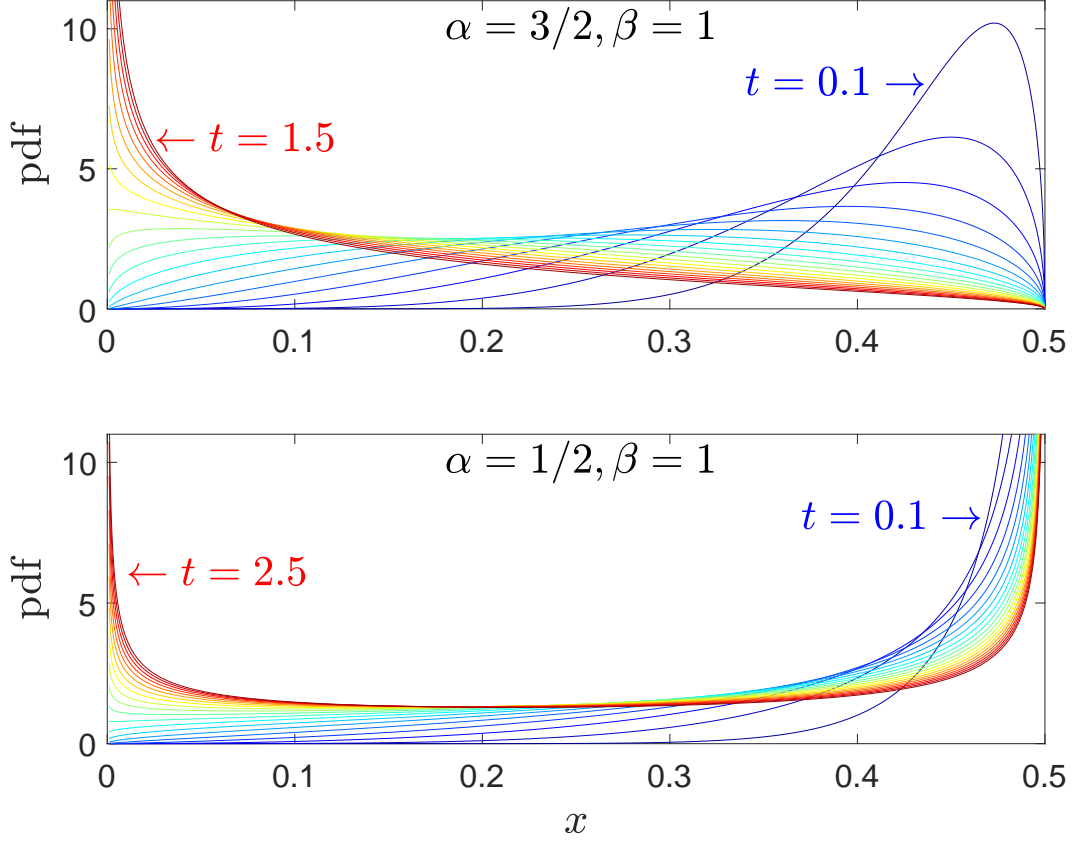 α = 3/2, β = 1
pdf
10
5
0
t = 0.1 →
← t = 1.5
0 0.1 0.2 0.3 0.4 0.5
α = 1/2, β = 1
pdf
10
5
0
t = 0.1 →
← t = 2.5
0 0.1 0.2 0.3 0.4 0.5
x